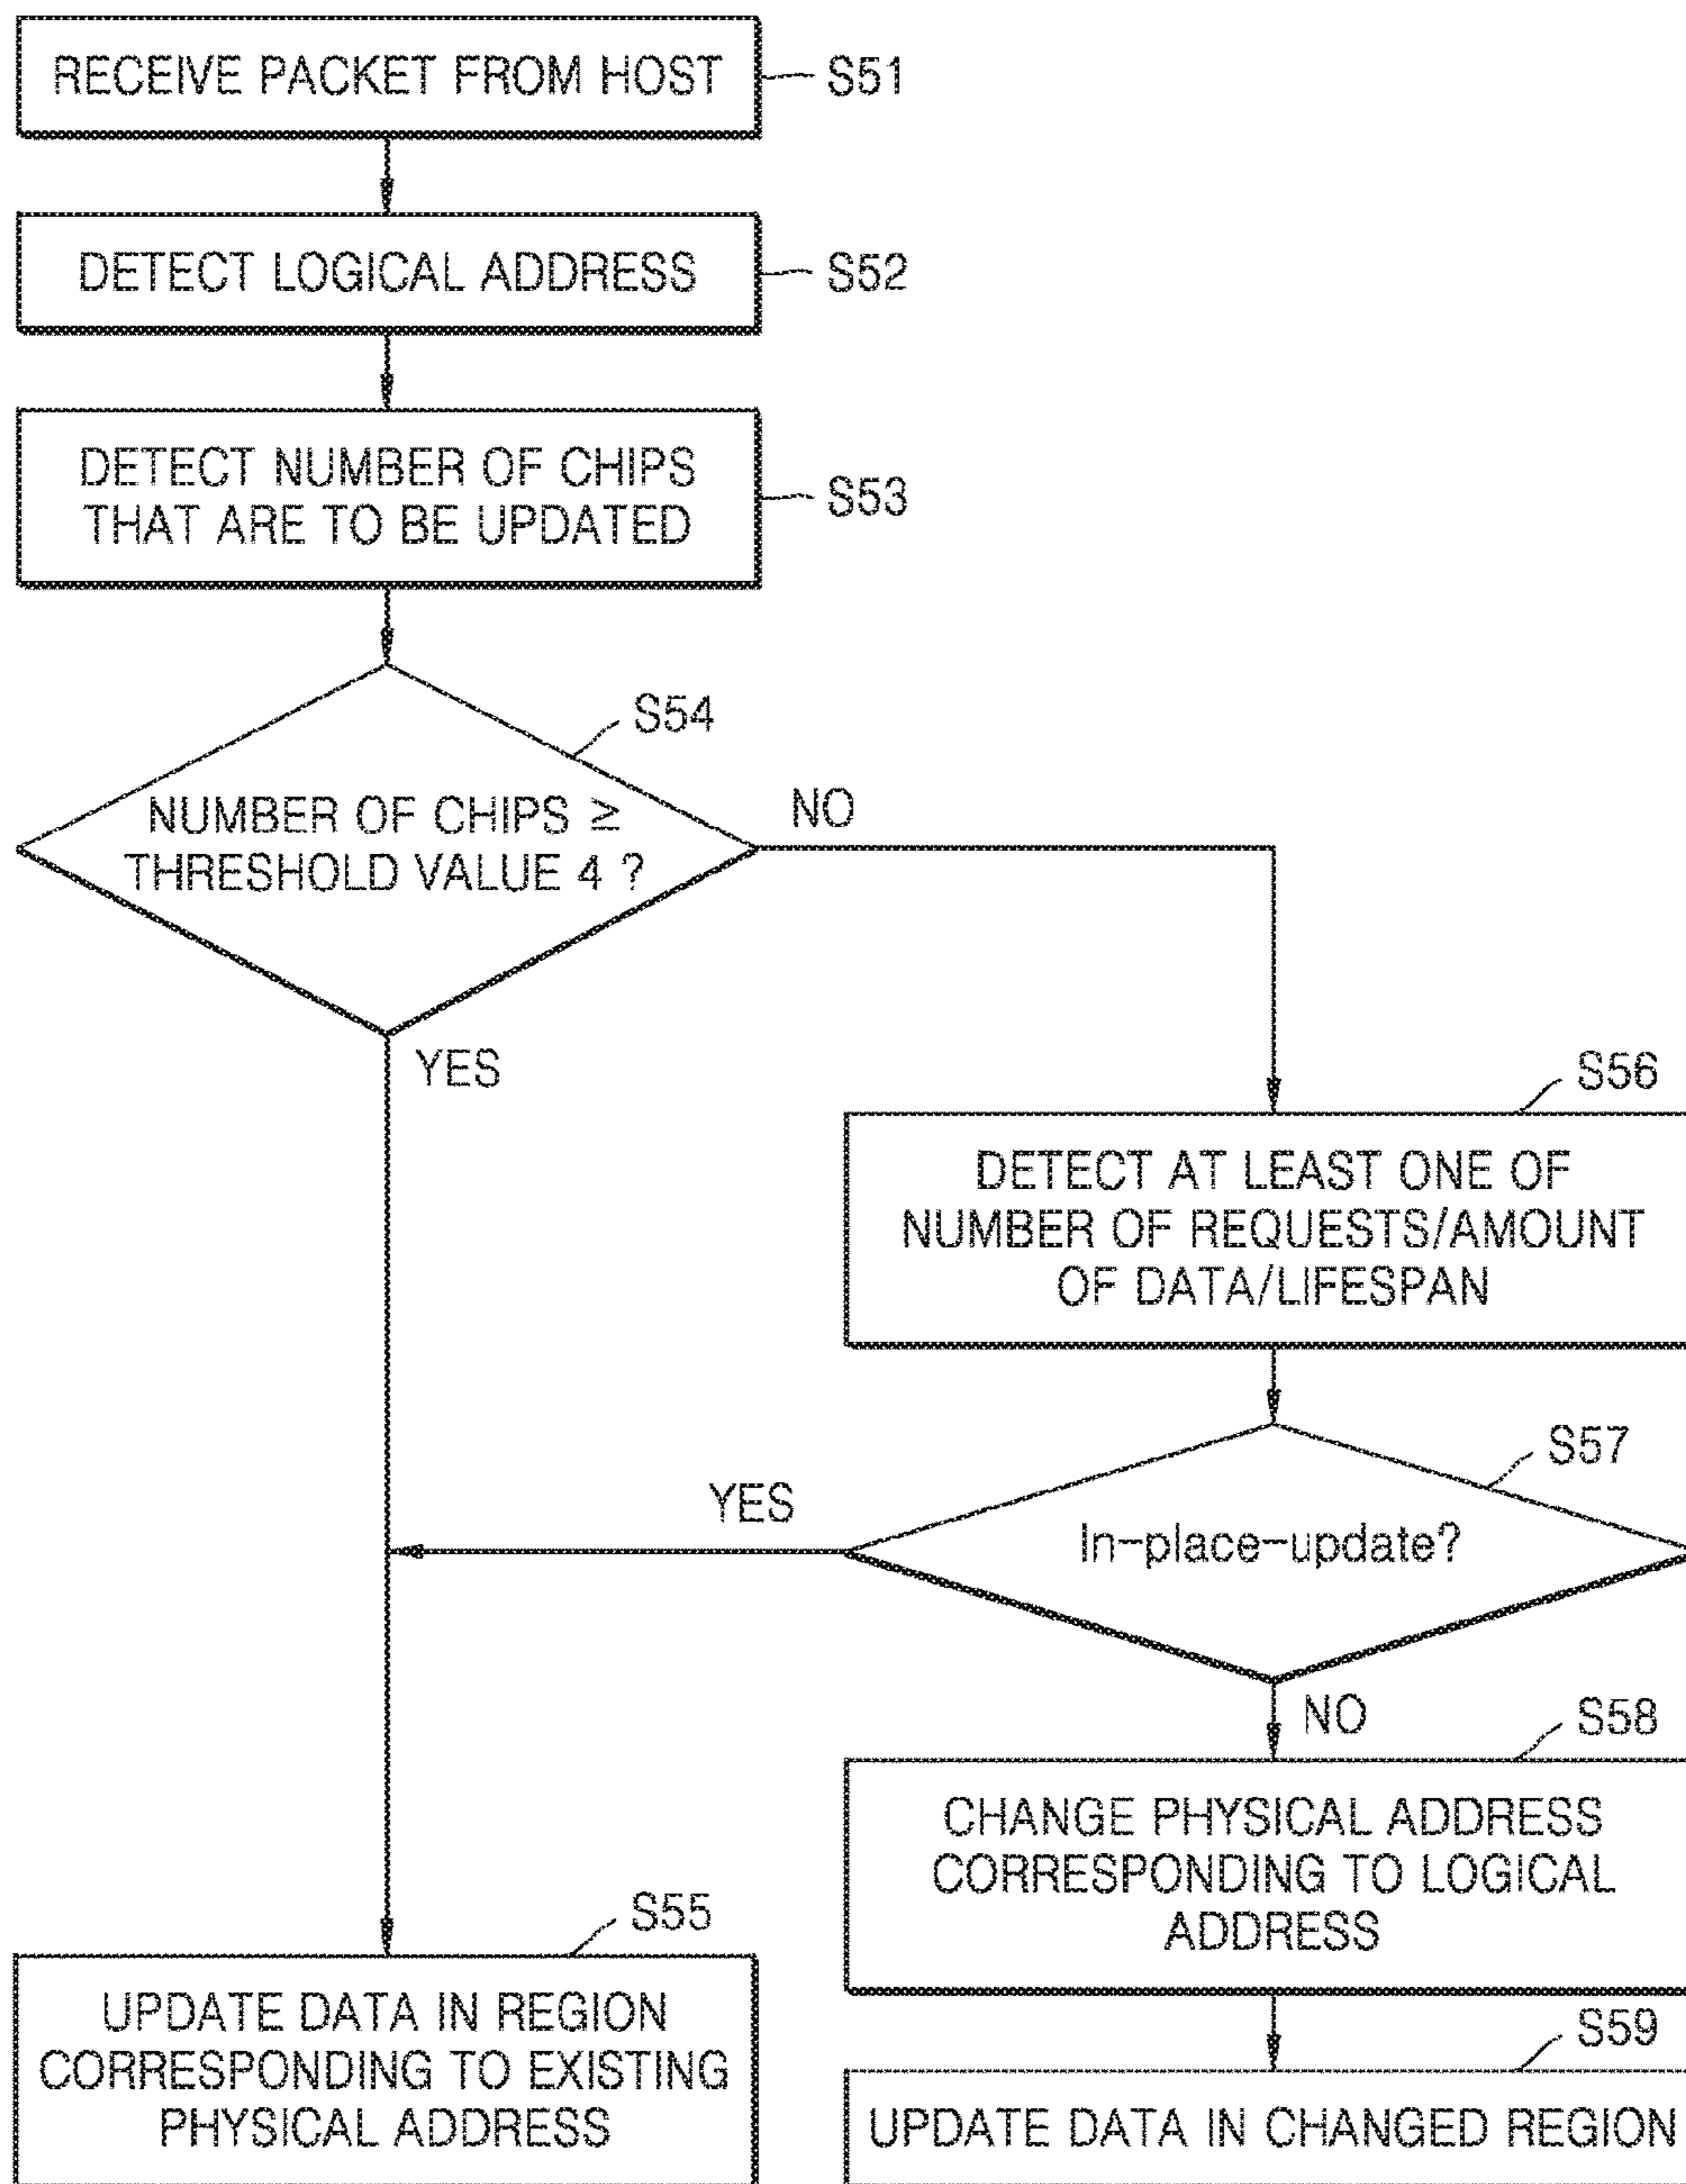 RECEIVE PACKET FROM HOST
S51
DETECT LOGICAL ADDRESS
S52
DETECT NUMBER OF CHIPS
THAT ARE TO BE UPDATED
S53
S54
NUMBER OF CHIPS ≥
THRESHOLD VALUE 4 ?
NO
YES
S56
DETECT AT LEAST ONE OF
NUMBER OF REQUESTS/AMOUNT
OF DATA/LIFESPAN
S57
YES
In-place-update?
NO
S58
CHANGE PHYSICAL ADDRESS
CORRESPONDING TO LOGICAL
ADDRESS
S55
UPDATE DATA IN REGION
CORRESPONDING TO EXISTING
PHYSICAL ADDRESS
S59
UPDATE DATA IN CHANGED REGION